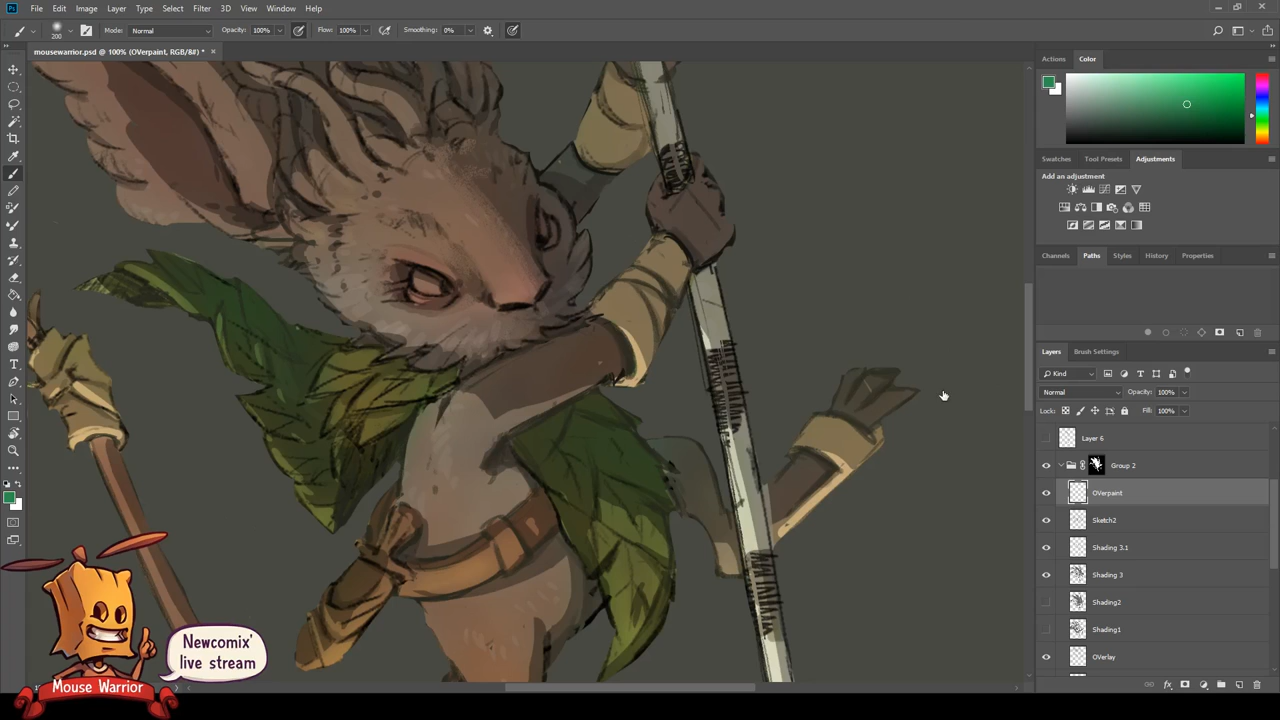 Ps File Edit Image Layer Type Select Filter 3D View Window Help
200 Mode: Normal Opacity: 100% Flow: 100% Smoothing: 0%
mousewarrior.psd @ 100% (OVerpaint, RGB/8#) * ×
Actions Color
Swatches Tool Presets Adjustments
Add an adjustment
Channels Paths Styles History Properties
Layers Brush Settings
Kind
Normal Opacity: 100%
Lock: Fill: 100%
Layer 6
Group 2
OVerpaint
Sketch2
Shading 3.1
Shading 3
Shading2
Shading1
OVerlay
Newcomix'
live stream
Mouse Warrior